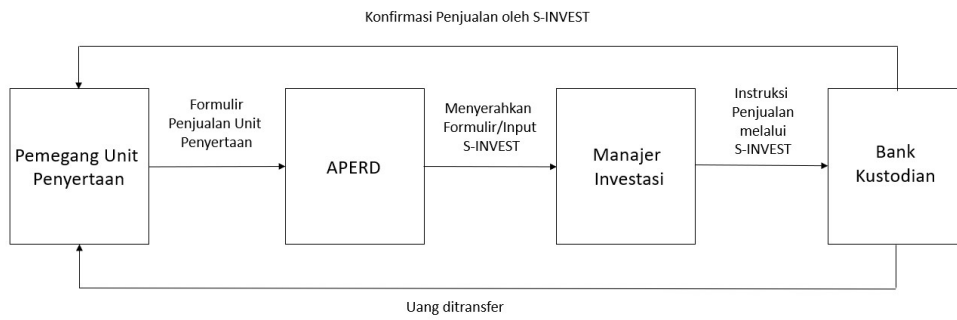 Konfirmasi Penjualan oleh S-INVEST
Pemegang Unit
Penyertaan
Formulir
Penjualan Unit
Penyertaan
APERD
Menyerahkan
Formulir/Input
S-INVEST
Manajer
Investasi
Instruksi
Penjualan
melalui
S-INVEST
Bank
Kustodian
Uang ditransfer